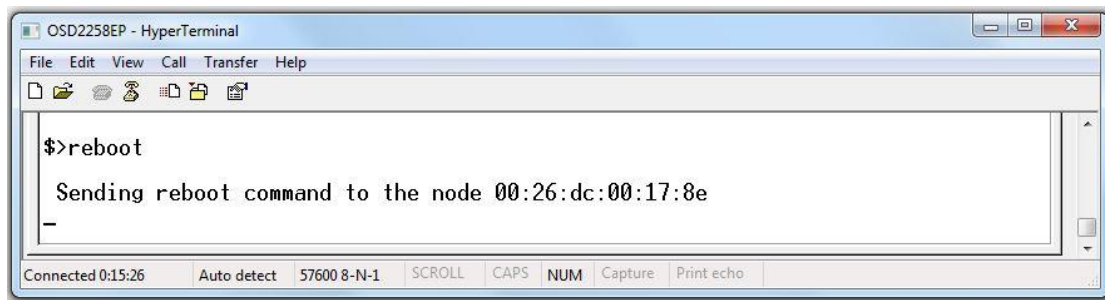 OSD2258EP - HyperTerminal
File Edit View Call Transfer Help
$>reboot
Sending reboot command to the node 00:26:dc:00:17:8e
_
Connected 0:15:26 Auto detect 57600 8-N-1 SCROLL CAPS NUM Capture Print echo